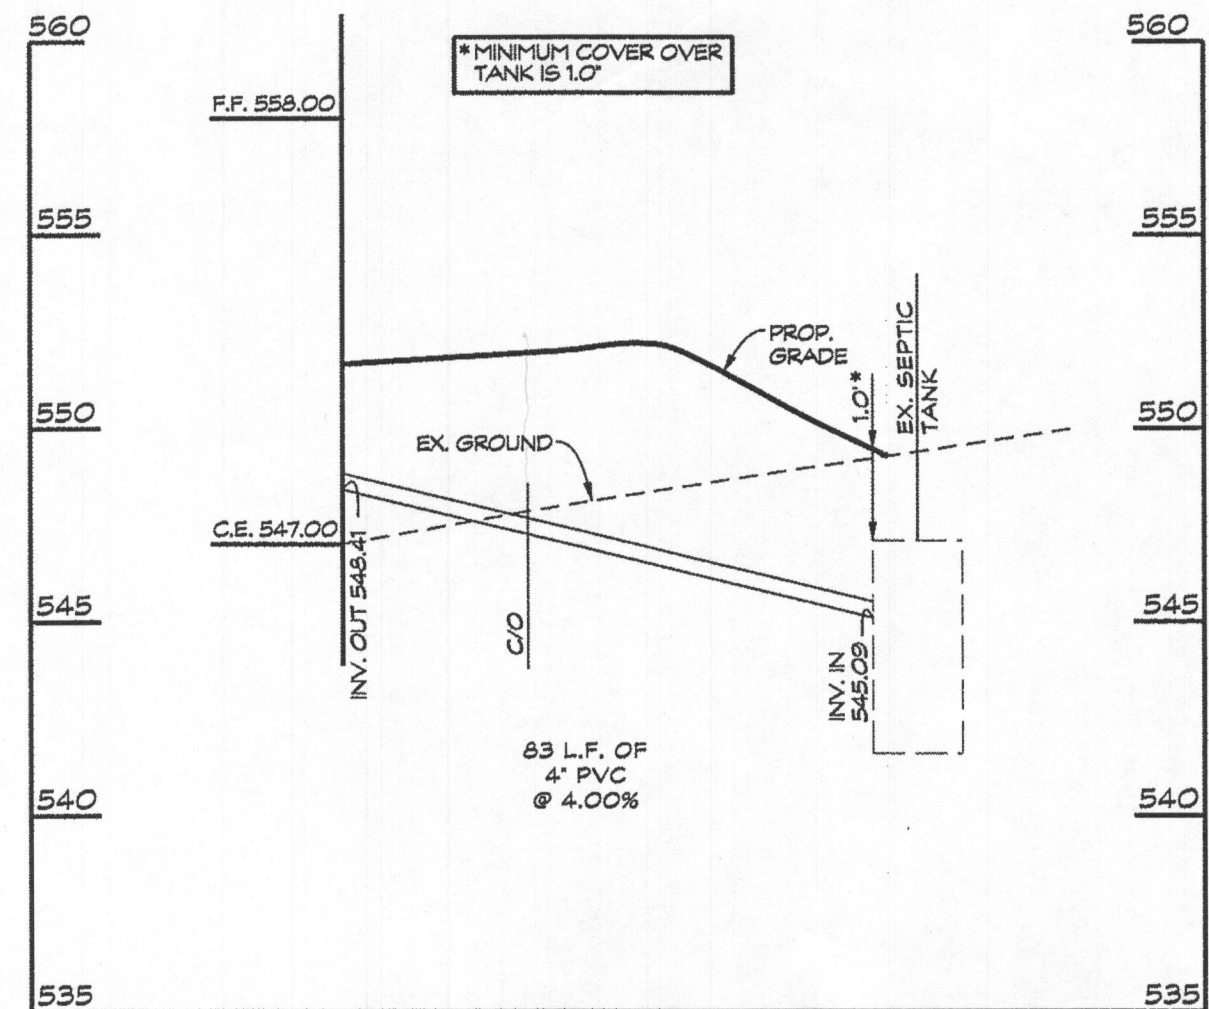 560
560
* MINIMUM COVER OVER
TANK IS 1.0"
F.F. 558.00
555
555
PROP.
GRADE
1.0' *
EX. SEPTIC
TANK
550
550
EX. GROUND
C.E. 547.00
INV. OUT 548.41
545
545
C/O
INV. IN
545.09
83 L.F. OF
4" PVC
@ 4.00%
540
540
535
535